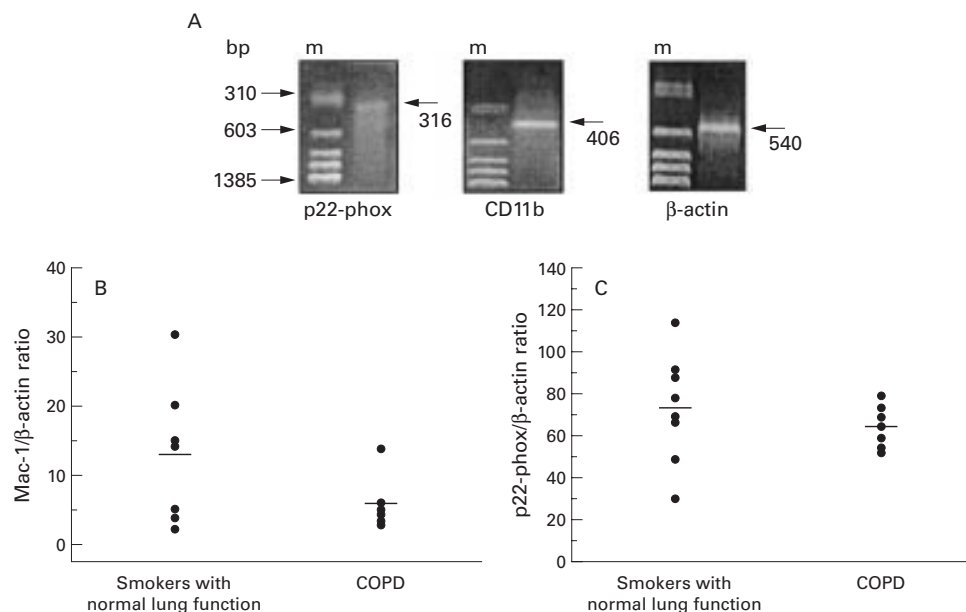 A
bp m m m
310
316
603
406
540
1385
p22-phox CD11b β-actin
B
Mac-1/β-actin ratio
40
30
20
10
0
Smokers with
normal lung function
COPD
C
p22-phox/β-actin ratio
140
120
100
80
60
40
20
0
Smokers with
normal lung function
COPD